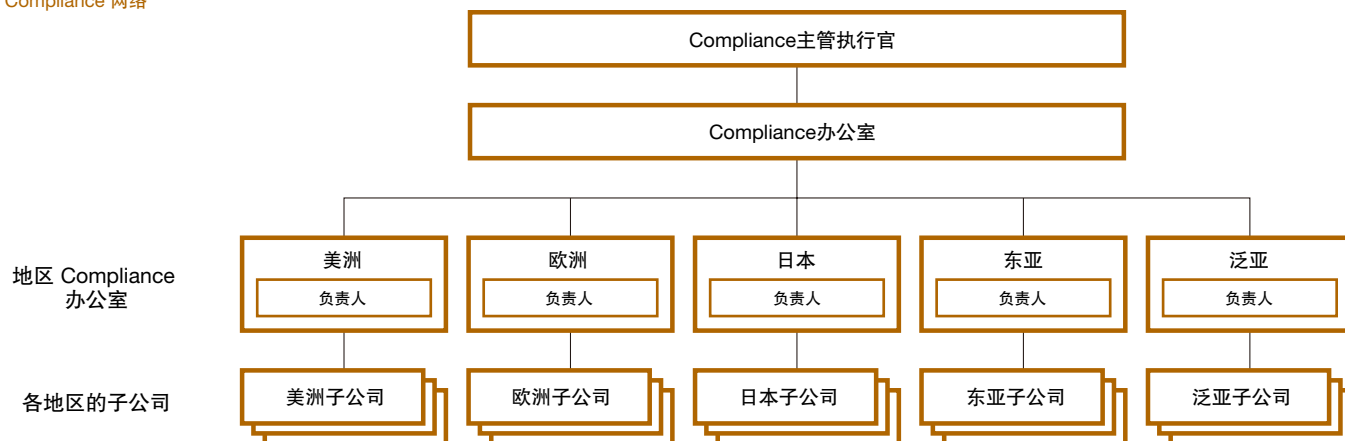 Compliance 网络
Compliance主管执行官
Compliance办公室
地区 Compliance
办公室
美洲
负责人
欧洲
负责人
日本
负责人
东亚
负责人
泛亚
负责人
各地区的子公司
美洲子公司
欧洲子公司
日本子公司
东亚子公司
泛亚子公司